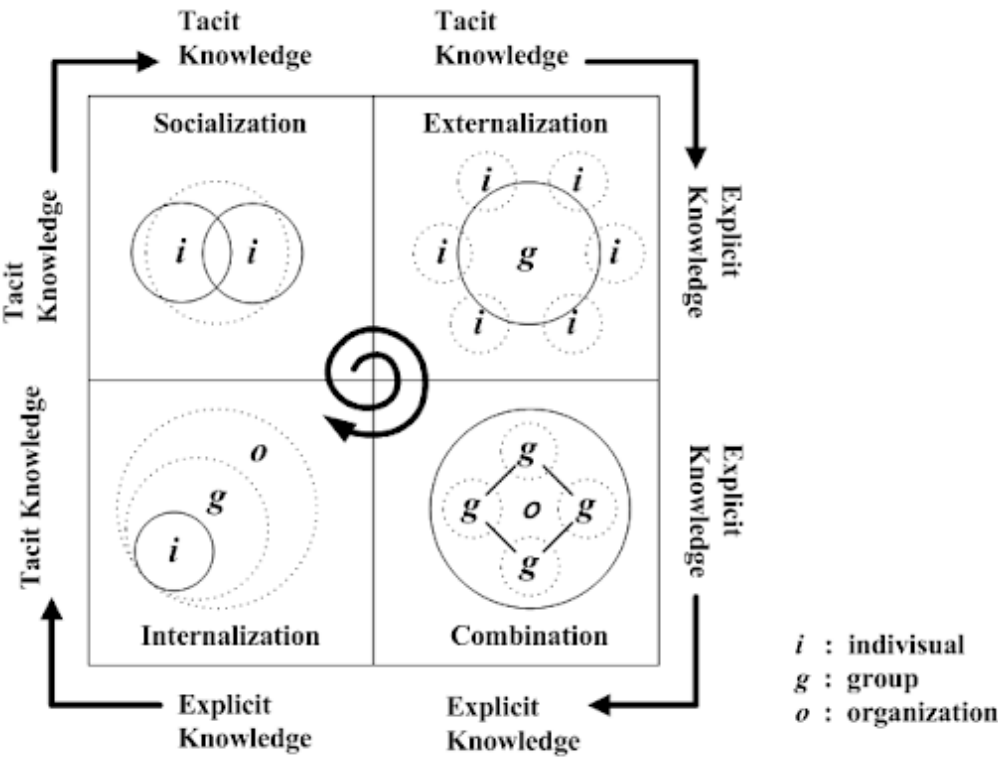 Tacit
Knowledge
Tacit
Knowledge
Socialization
Externalization
Tacit
Knowledge
i
i
i
i
i
g
i
i
i
Explicit
Knowledge
Tacit Knowledge
o
g
i
Internalization
g
g
o
g
g
Combination
Explicit
Knowledge
Explicit
Knowledge
Explicit
Knowledge
i : indivisual
g : group
o : organization